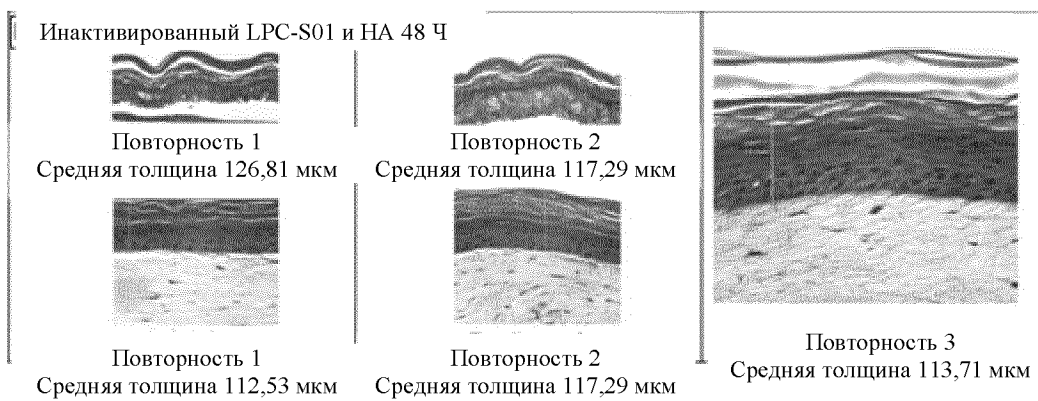 Инактивированный LPC-S01 и НА 48 Ч
Повторность 1
Средняя толщина 126,81 мкм
Повторность 2
Средняя толщина 117,29 мкм
Повторность 1
Средняя толщина 112,53 мкм
Повторность 2
Средняя толщина 117,29 мкм
Повторность 3
Средняя толщина 113,71 мкм